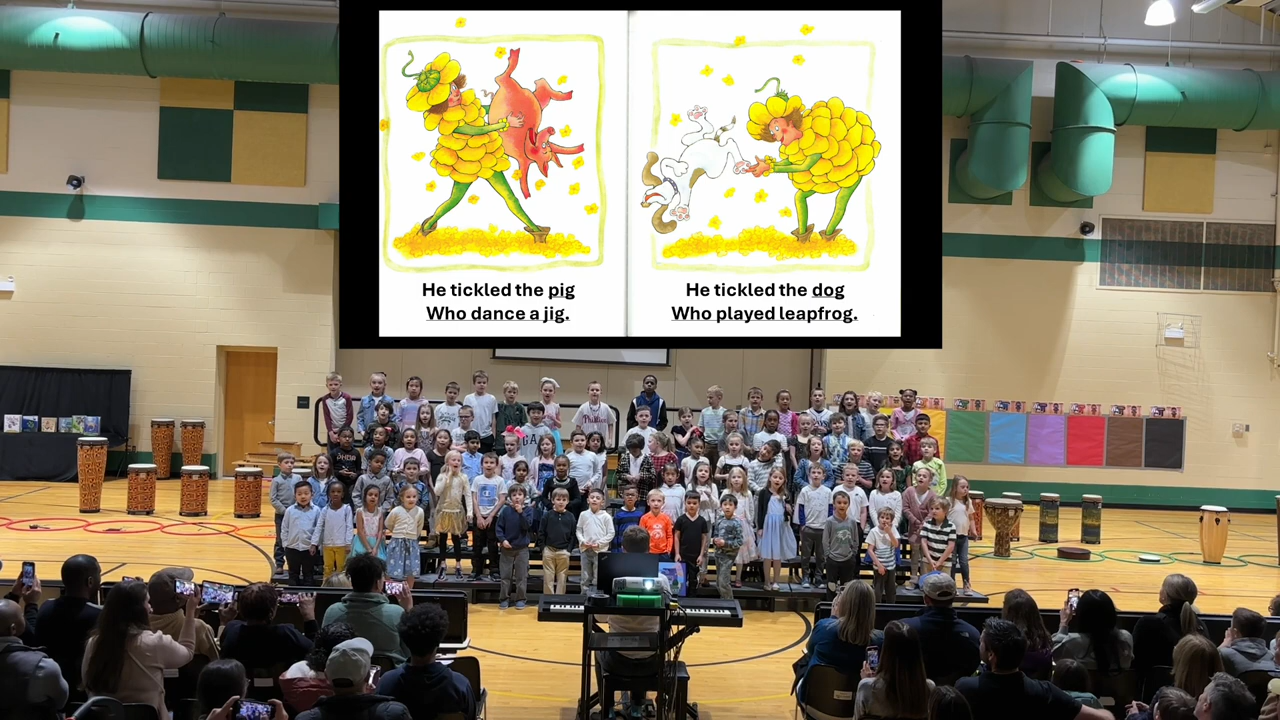 He tickled the pig
Who dance a jig.
He tickled the dog
Who played leapfrog.